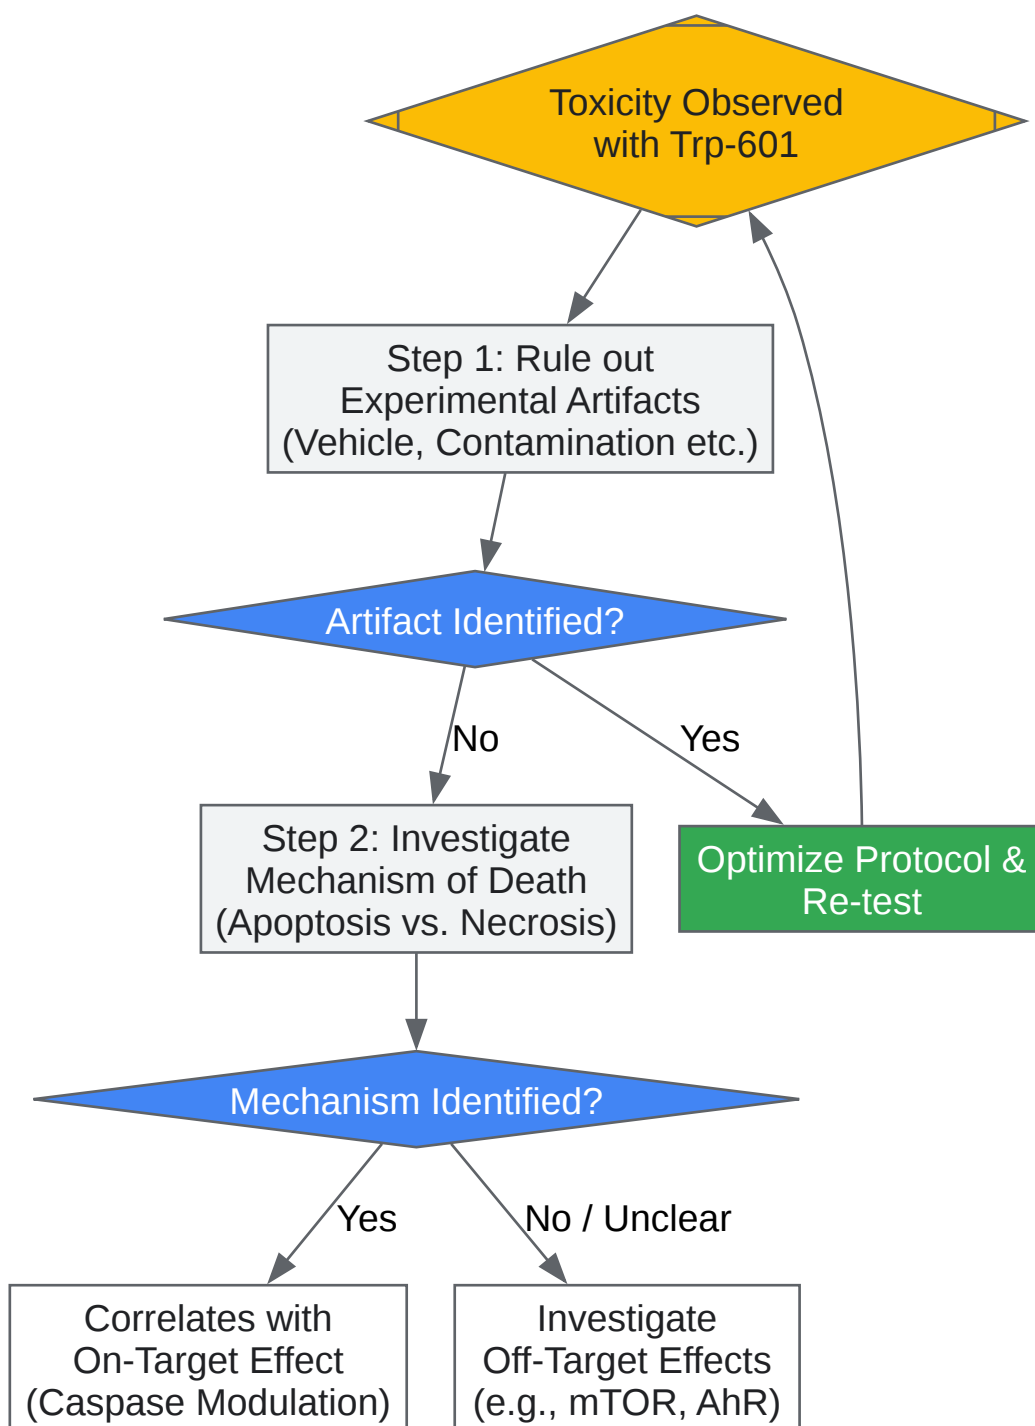 Toxicity Observed
with Trp-601
Step 1: Rule out
Experimental Artifacts
(Vehicle, Contamination etc.)
Artifact Identified?
No
Yes
Step 2: Investigate
Mechanism of Death
(Apoptosis vs. Necrosis)
Optimize Protocol &
Re-test
Mechanism Identified?
Yes
No / Unclear
Correlates with
On-Target Effect
(Caspase Modulation)
Investigate
Off-Target Effects
(e.g., mTOR, AhR)